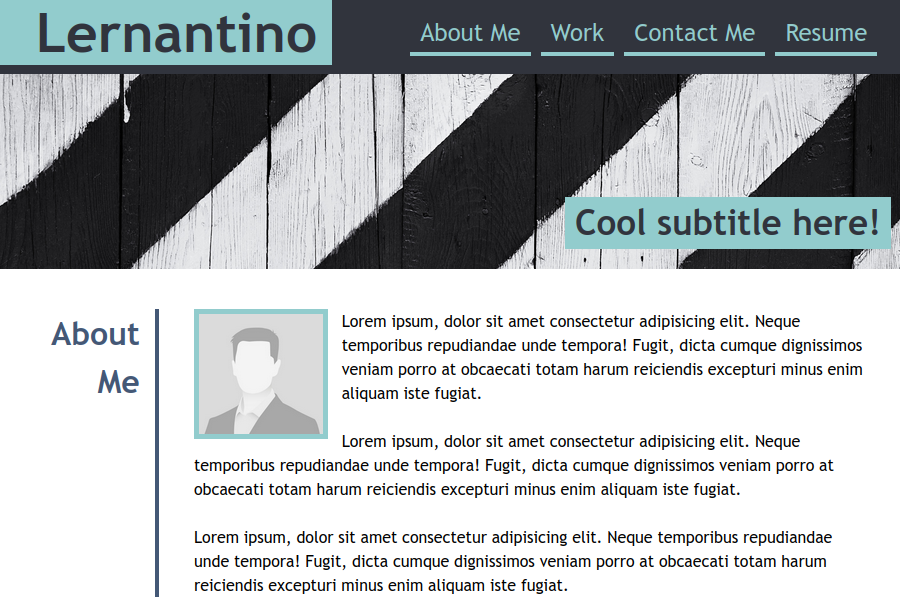 Lernantino
About Me Work Contact Me Resume
Cool subtitle here!
About
Me
Lorem ipsum, dolor sit amet consectetur adipisicing elit. Neque
temporibus repudiandae unde tempora! Fugit, dicta cumque dignissimos
veniam porro at obcaecati totam harum reiciendis excepturi minus enim
aliquam iste fugiat.
Lorem ipsum, dolor sit amet consectetur adipisicing elit. Neque
temporibus repudiandae unde tempora! Fugit, dicta cumque dignissimos veniam porro at
obcaecati totam harum reiciendis excepturi minus enim aliquam iste fugiat.
Lorem ipsum, dolor sit amet consectetur adipisicing elit. Neque temporibus repudiandae
unde tempora! Fugit, dicta cumque dignissimos veniam porro at obcaecati totam harum
reiciendis excepturi minus enim aliquam iste fugiat.